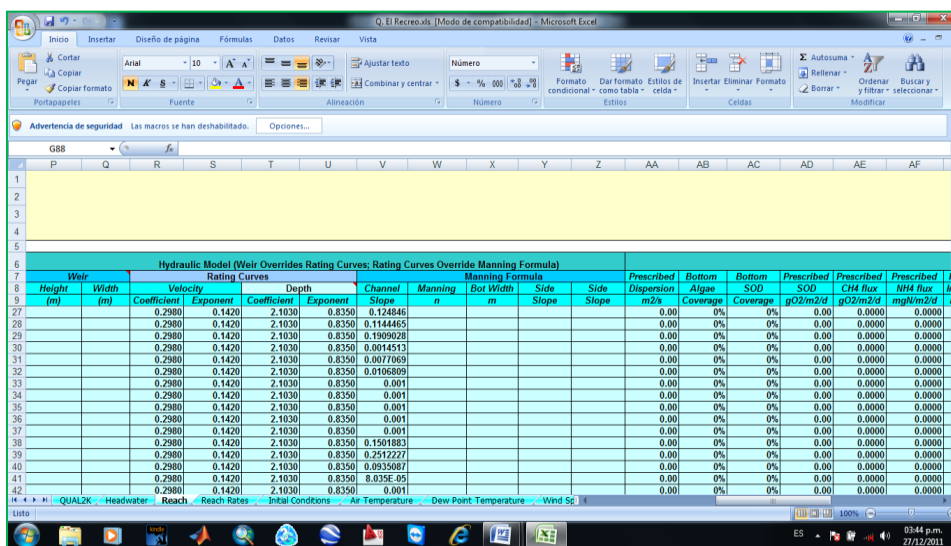 Q. El Recreo.xls [Modo de compatibilidad] - Microsoft Excel
Inicio Insertar Diseño de página Fórmulas Datos Revisar Vista
Cortar Arial 10 Ajustar texto Número Σ Autosuma
Copiar Rellenar
Pegar Copiar formato N K S Combinar y centrar $ % 000 Formato condicional Dar formato como tabla Estilos de celda Insertar Eliminar Formato Borrar Ordenar y filtrar Buscar y seleccionar
Portapapeles Fuente Alineación Número Estilos Celdas Modificar
Advertencia de seguridad Las macros se han deshabilitado. Opciones...
G88 fx
P Q R S T U V W X Y Z AA AB AC AD AE AF
1
2
3
4
5
6 Hydraulic Model (Weir Overrides Rating Curves; Rating Curves Override Manning Formula)
7 Weir Rating Curves Manning Formula Prescribed Bottom Bottom Prescribed Prescribed Prescribed
8 Height Width Velocity Depth Channel Manning Bot Width Side Side Dispersion Algae SOD SOD CH4 flux NH4 flux
9 (m) (m) Coefficient Exponent Coefficient Exponent Slope n m Slope Slope m2/s Coverage Coverage gO2/m2/d gO2/m2/d mgN/m2/d
27 0.2980 0.1420 2.1030 0.8350 0.124846 0.00 0% 0% 0.00 0.0000 0.0000
28 0.2980 0.1420 2.1030 0.8350 0.1144465 0.00 0% 0% 0.00 0.0000 0.0000
29 0.2980 0.1420 2.1030 0.8350 0.1909028 0.00 0% 0% 0.00 0.0000 0.0000
30 0.2980 0.1420 2.1030 0.8350 0.0014513 0.00 0% 0% 0.00 0.0000 0.0000
31 0.2980 0.1420 2.1030 0.8350 0.0077069 0.00 0% 0% 0.00 0.0000 0.0000
32 0.2980 0.1420 2.1030 0.8350 0.0106809 0.00 0% 0% 0.00 0.0000 0.0000
33 0.2980 0.1420 2.1030 0.8350 0.001 0.00 0% 0% 0.00 0.0000 0.0000
34 0.2980 0.1420 2.1030 0.8350 0.001 0.00 0% 0% 0.00 0.0000 0.0000
35 0.2980 0.1420 2.1030 0.8350 0.001 0.00 0% 0% 0.00 0.0000 0.0000
36 0.2980 0.1420 2.1030 0.8350 0.001 0.00 0% 0% 0.00 0.0000 0.0000
37 0.2980 0.1420 2.1030 0.8350 0.001 0.00 0% 0% 0.00 0.0000 0.0000
38 0.2980 0.1420 2.1030 0.8350 0.1501883 0.00 0% 0% 0.00 0.0000 0.0000
39 0.2980 0.1420 2.1030 0.8350 0.2512227 0.00 0% 0% 0.00 0.0000 0.0000
40 0.2980 0.1420 2.1030 0.8350 0.0935087 0.00 0% 0% 0.00 0.0000 0.0000
41 0.2980 0.1420 2.1030 0.8350 8.035E-05 0.00 0% 0% 0.00 0.0000 0.0000
42 0.2980 0.1420 2.1030 0.8350 0.001 0.00 0% 0% 0.00 0.0000 0.0000
QUAL2K Headwater Reach Reach Rates Initial Conditions Air Temperature Dew Point Temperature Wind Sp
Listo 100%
kindle ES 03:44 p.m.
27/12/2011